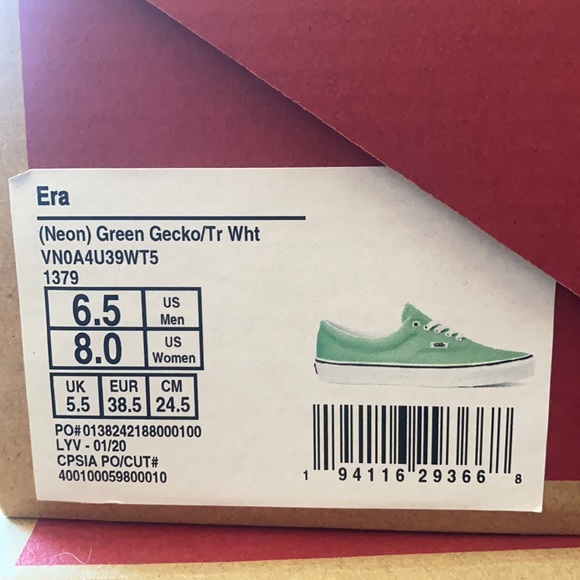 Era
(Neon) Green Gecko/Tr Wht
VN0A4U39WT5
1379
6.5 US Men
8.0 US Women
UK EUR CM
5.5 38.5 24.5
PO# 0138242188000100
LYV - 01/20
CPSIA PO/CUT#
400100059800010
1 94116 29366 8